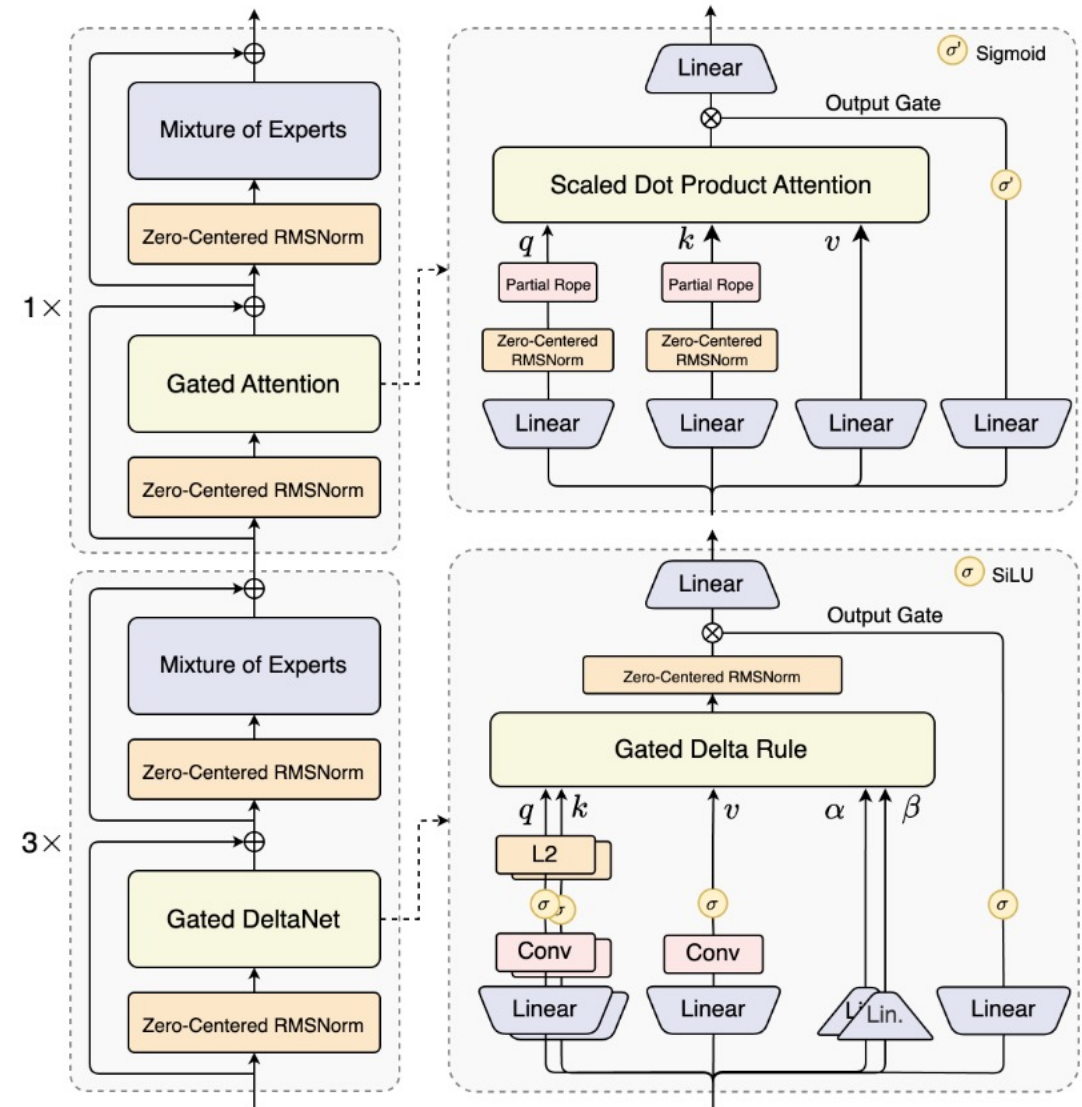 Mixture of Experts
Zero-Centered RMSNorm
1×
Gated Attention
Zero-Centered RMSNorm
Mixture of Experts
Zero-Centered RMSNorm
3×
Gated DeltaNet
Zero-Centered RMSNorm
σ' Sigmoid
Linear
Output Gate
Scaled Dot Product Attention
σ'
q
k
v
Partial Rope
Partial Rope
Zero-Centered
RMSNorm
Zero-Centered
RMSNorm
Linear
Linear
Linear
Linear
σ SiLU
Linear
Output Gate
Zero-Centered RMSNorm
Gated Delta Rule
q
k
v
α
β
L2
σ
σ
σ
σ
Conv
Conv
Linear
Linear
Li
Lin.
Linear